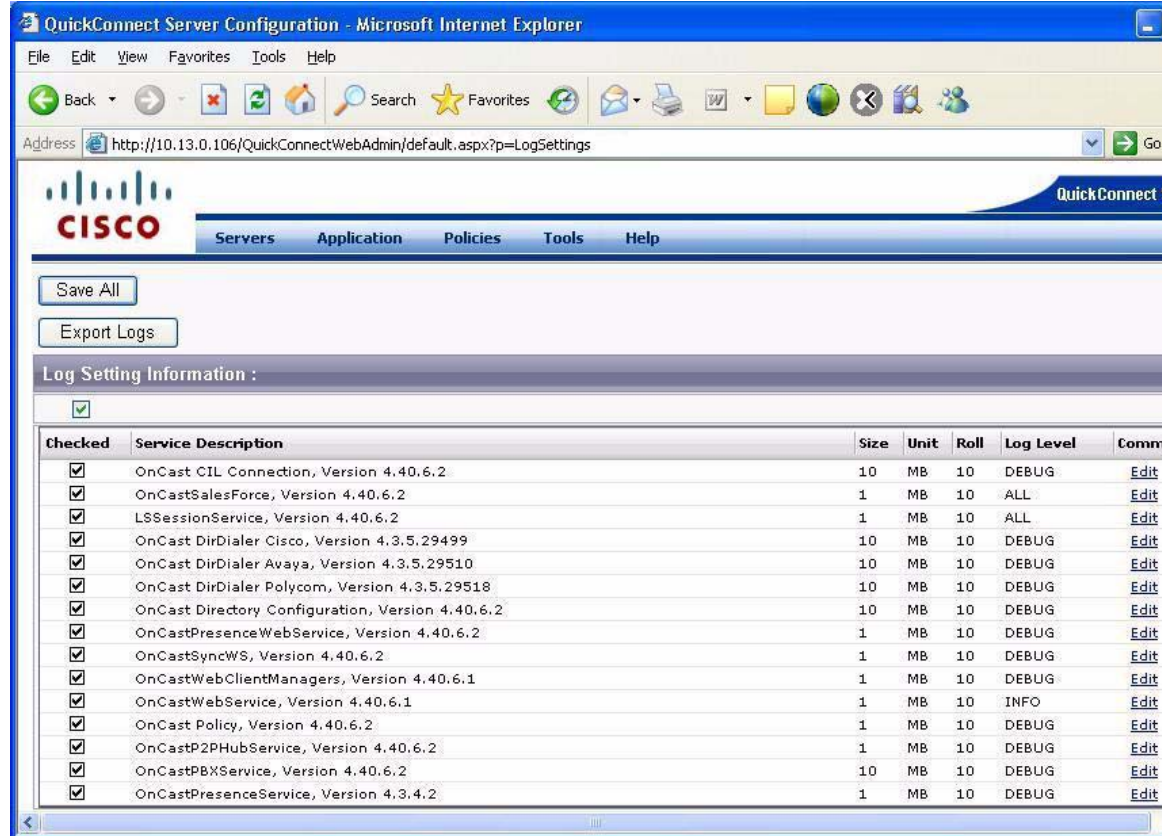 QuickConnect Server Configuration - Microsoft Internet Explorer
File Edit View Favorites Tools Help
Back Search Favorites W
Address http://10.13.0.106/QuickConnectWebAdmin/default.aspx?p=LogSettings Go
QuickConnect
CISCO
Servers Application Policies Tools Help
Save All
Export Logs
Log Setting Information :
Checked Service Description Size Unit Roll Log Level Comm
OnCast CIL Connection, Version 4.40.6.2 10 MB 10 DEBUG Edit
OnCastSalesForce, Version 4.40.6.2 1 MB 10 ALL Edit
LSSessionService, Version 4.40.6.2 1 MB 10 ALL Edit
OnCast DirDialer Cisco, Version 4.3.5.29499 10 MB 10 DEBUG Edit
OnCast DirDialer Avaya, Version 4.3.5.29510 10 MB 10 DEBUG Edit
OnCast DirDialer Polycom, Version 4.3.5.29518 10 MB 10 DEBUG Edit
OnCast Directory Configuration, Version 4.40.6.2 10 MB 10 DEBUG Edit
OnCastPresenceWebService, Version 4.40.6.2 1 MB 10 DEBUG Edit
OnCastSyncWS, Version 4.40.6.2 1 MB 10 DEBUG Edit
OnCastWebClientManagers, Version 4.40.6.1 1 MB 10 DEBUG Edit
OnCastWebService, Version 4.40.6.1 1 MB 10 INFO Edit
OnCast Policy, Version 4.40.6.2 1 MB 10 DEBUG Edit
OnCastP2PHubService, Version 4.40.6.2 1 MB 10 DEBUG Edit
OnCastPBXService, Version 4.40.6.2 10 MB 10 DEBUG Edit
OnCastPresenceService, Version 4.3.4.2 1 MB 10 DEBUG Edit